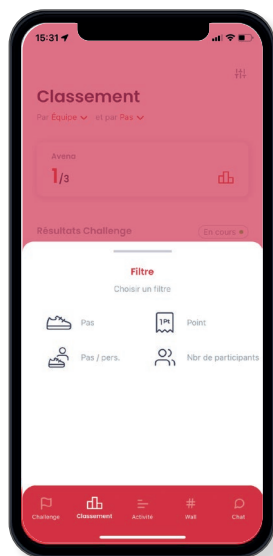 15:31
Classement
Par Équipe et par Pas
Avena
1/3
Résultats Challenge En cours
Filtre
Choisir un filtre
Pas
1Pt
Point
Pas / pers.
Nbr de participants
Challenge Classement Activité Wall Chat